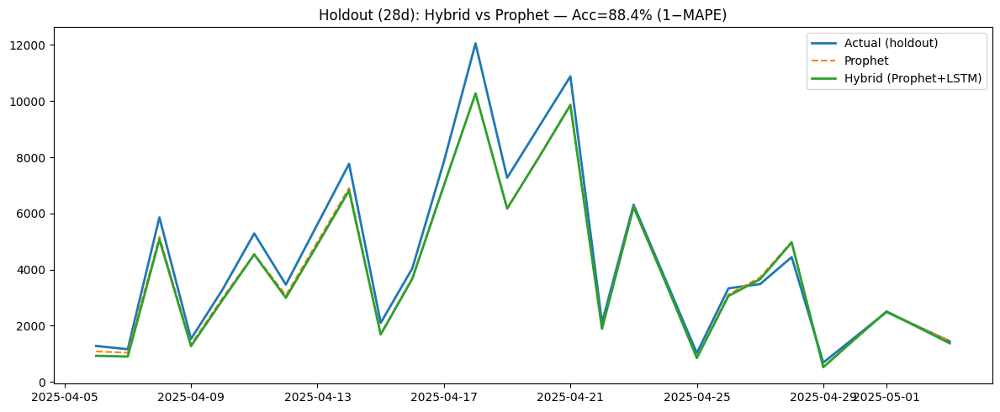 Holdout (28d): Hybrid vs Prophet — Acc=88.4% (1−MAPE)
Actual (holdout)
Prophet
Hybrid (Prophet+LSTM)
12000
10000
8000
6000
4000
2000
0
2025-04-05 2025-04-09 2025-04-13 2025-04-17 2025-04-21 2025-04-25 2025-04-29 2025-05-01